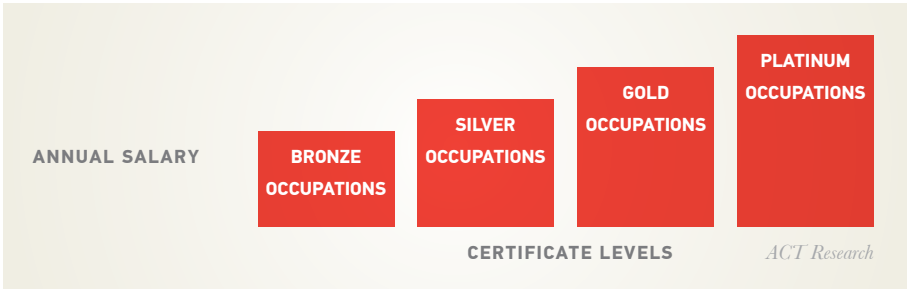 ANNUAL SALARY
BRONZE
OCCUPATIONS
SILVER
OCCUPATIONS
GOLD
OCCUPATIONS
PLATINUM
OCCUPATIONS
CERTIFICATE LEVELS
ACT Research